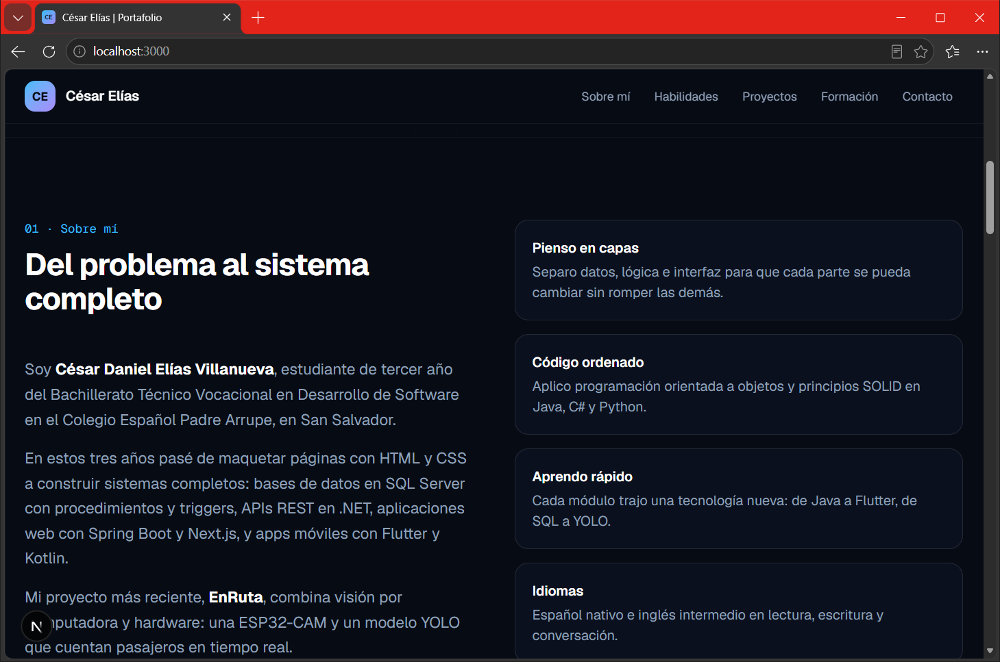 CE
César Elías | Portafolio
localhost:3000
CE
César Elías
Sobre mí
Habilidades
Proyectos
Formación
Contacto
01 · Sobre mí
Del problema al sistema
completo
Soy César Daniel Elías Villanueva, estudiante de tercer año
del Bachillerato Técnico Vocacional en Desarrollo de Software
en el Colegio Español Padre Arrupe, en San Salvador.
En estos tres años pasé de maquetar páginas con HTML y CSS
a construir sistemas completos: bases de datos en SQL Server
con procedimientos y triggers, APIs REST en .NET, aplicaciones
web con Spring Boot y Next.js, y apps móviles con Flutter y
Kotlin.
Mi proyecto más reciente, EnRuta, combina visión por
y hardware: una ESP32-CAM y un modelo YOLO
que cuentan pasajeros en tiempo real.
N
Pienso en capas
Separo datos, lógica e interfaz para que cada parte se pueda
cambiar sin romper las demás.
Código ordenado
Aplico programación orientada a objetos y principios SOLID en
Java, C# y Python.
Aprendo rápido
Cada módulo trajo una tecnología nueva: de Java a Flutter, de
SQL a YOLO.
Idiomas
Español nativo e inglés intermedio en lectura, escritura y
conversación.